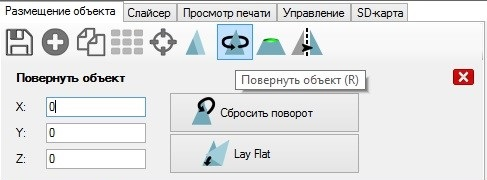 Размещение объекта Слайсер Просмотр печати Управление SD-карта
Повернуть объект (R)
Повернуть объект
X: 0 Сбросить поворот
Y: 0
Z: 0 Lay Flat